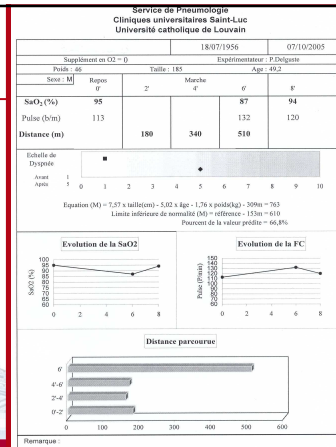 Service de Pneumologie
Cliniques universitaires Saint-Luc
Université catholique de Louvain
18/07/1956 07/10/2005
Supplément en O2 = 0 Expérimentateur : P.Delguste
Poids : 46 Taille : 185 Age : 49,2
Sexe : M Repos Marche
0' 2' 4' 6' 8'
SaO2 (%) 95 87 94
Pulse (b/m) 113 132 120
Distance (m) 180 340 510
Echelle de
Dyspnée
Avant 1
Après 5 0 1 2 3 4 5 6 7 8 9 10
Equation (M) = 7,57 x taille(cm) - 5,02 x âge - 1,76 x poids(kg) - 309m = 763
Limite inférieure de normalité (M) = référence - 153m = 610
Pourcent de la valeur prédite = 66,8%
Evolution de la SaO2
SaO2 (%)
100
95
90
85
80
75
70
65
60
0 2 4 6 8
Evolution de la FC
Pulse (P/min)
150
140
130
120
110
100
90
80
70
60
0 2 4 6 8
Distance parcourue
6'
4'-6'
2'-4'
0'-2'
0 100 200 300 400 500 600
Remarque :